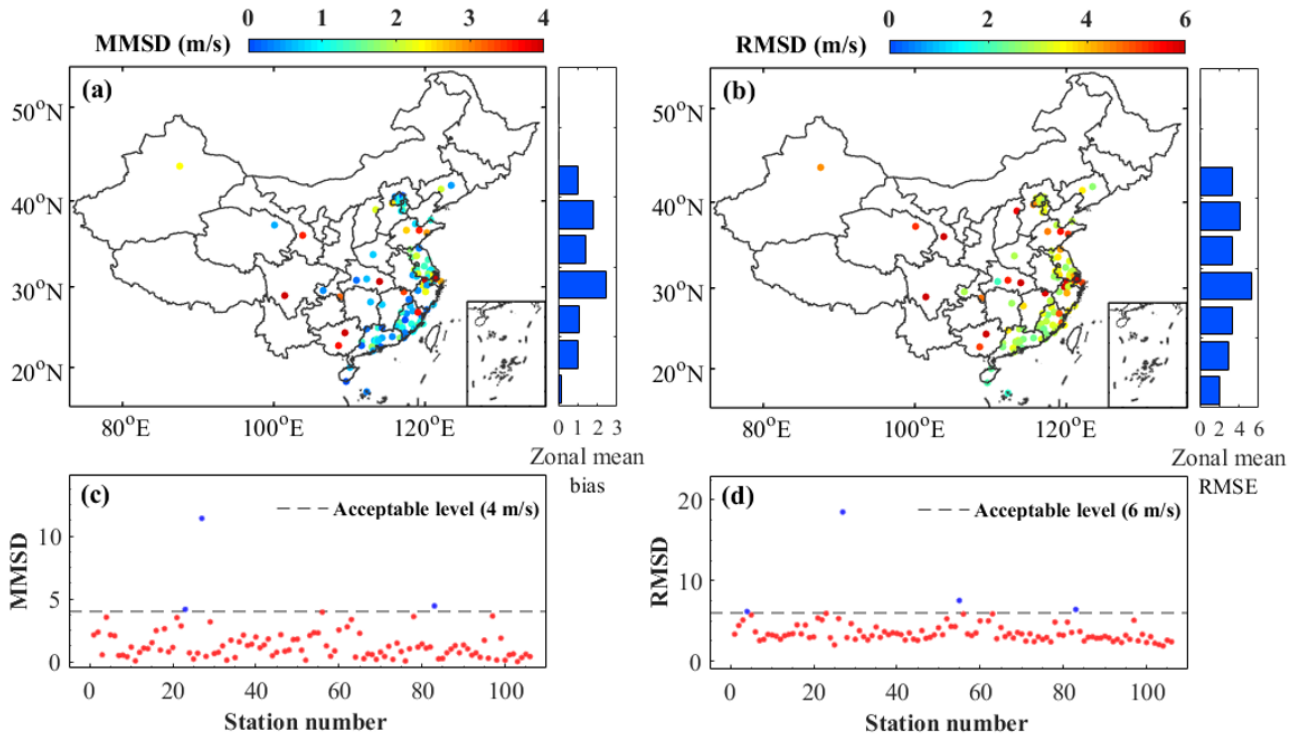 0 1 2 3 4
MMSD (m/s)
(a)
50°N
40°N
30°N
20°N
80°E 100°E 120°E
0 1 2 3
Zonal mean
bias
0 2 4 6
RMSD (m/s)
(b)
50°N
40°N
30°N
20°N
80°E 100°E 120°E
0 2 4 6
Zonal mean
RMSE
(c)
Acceptable level (4 m/s)
MMSD
10
5
0
0 20 40 60 80 100
Station number
(d)
Acceptable level (6 m/s)
RMSD
20
10
0
0 20 40 60 80 100
Station number